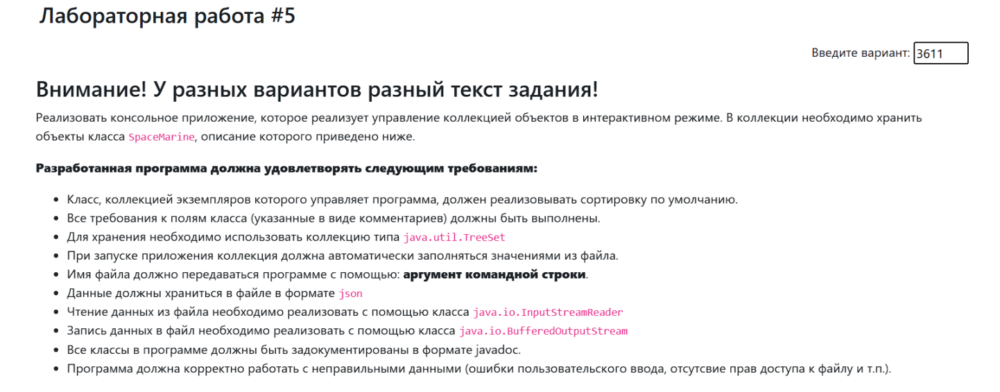 Лабораторная работа #5
Введите вариант: 3611
Внимание! У разных вариантов разный текст задания!
Реализовать консольное приложение, которое реализует управление коллекцией объектов в интерактивном режиме. В коллекции необходимо хранить
объекты класса SpaceMarine, описание которого приведено ниже.
Разработанная программа должна удовлетворять следующим требованиям:
• Класс, коллекцией экземпляров которого управляет программа, должен реализовывать сортировку по умолчанию.
• Все требования к полям класса (указанные в виде комментариев) должны быть выполнены.
• Для хранения необходимо использовать коллекцию типа java.util.TreeSet
• При запуске приложения коллекция должна автоматически заполняться значениями из файла.
• Имя файла должно передаваться программе с помощью: аргумент командной строки.
• Данные должны храниться в файле в формате json
• Чтение данных из файла необходимо реализовать с помощью класса java.io.InputStreamReader
• Запись данных в файл необходимо реализовать с помощью класса java.io.BufferedOutputStream
• Все классы в программе должны быть задокументированы в формате javadoc.
• Программа должна корректно работать с неправильными данными (ошибки пользовательского ввода, отсутсвие прав доступа к файлу и т.п.).